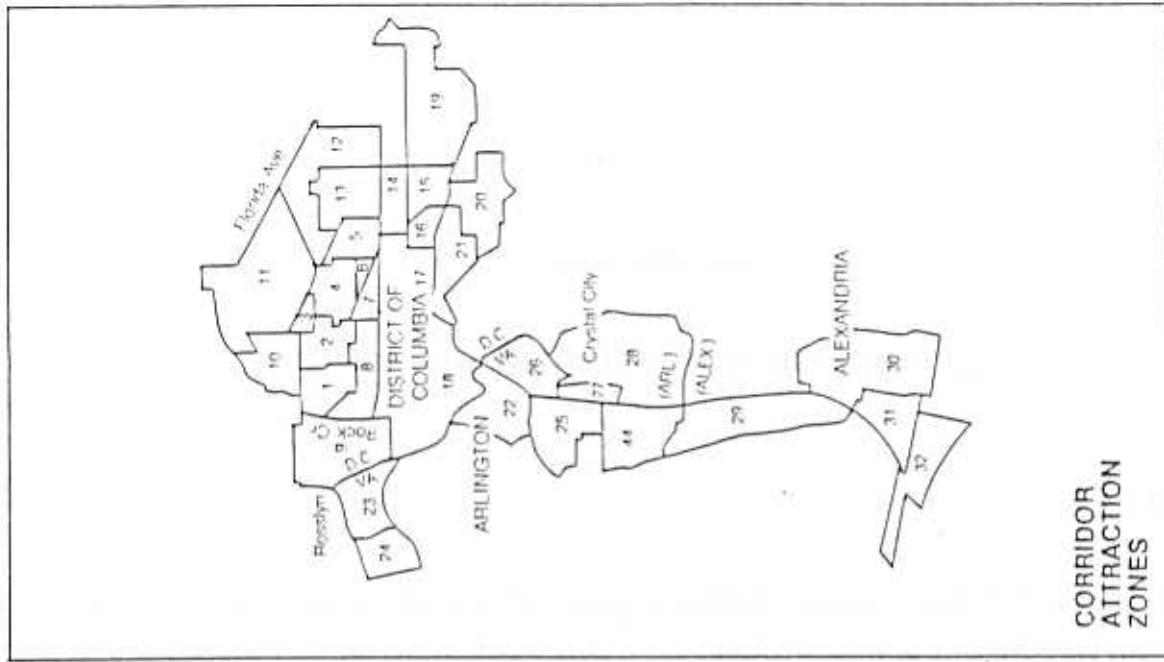 Florida Ave
11
12
10
13
3
4
5
14
19
2
6
1
7
15
16
20
8
DISTRICT OF
COLUMBIA
17
21
9
Rock Cr
D.C.
VA
18
Rosslyn
23
24
D.C.
VA
ARLINGTON
22
26
Crystal City
25
27
28
44
(ARL)
(ALEX)
29
ALEXANDRIA
30
31
32
CORRIDOR
ATTRACTION
ZONES